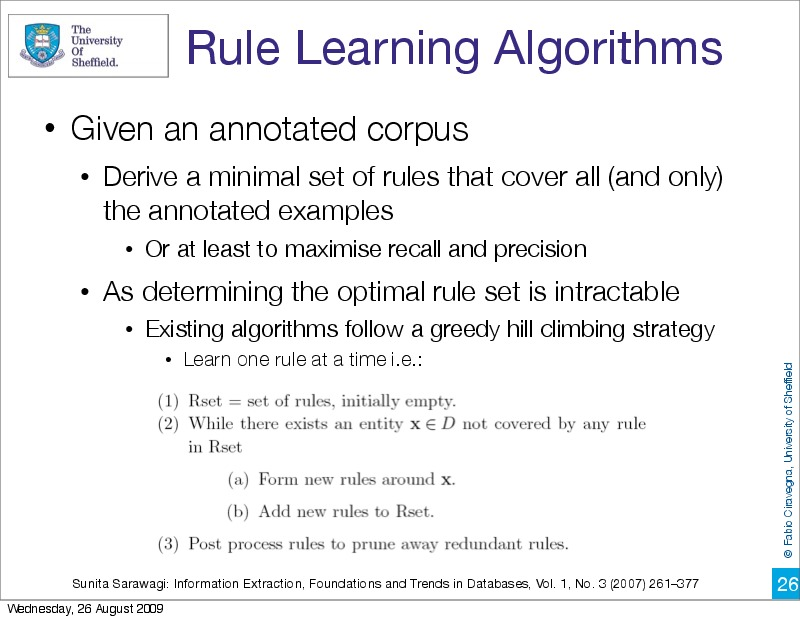 The
University
Of
Sheffield.
Rule Learning Algorithms
• Given an annotated corpus
• Derive a minimal set of rules that cover all (and only)
the annotated examples
• Or at least to maximise recall and precision
• As determining the optimal rule set is intractable
• Existing algorithms follow a greedy hill climbing strategy
• Learn one rule at a time i.e.:
(1) Rset = set of rules, initially empty.
(2) While there exists an entity x ∈ D not covered by any rule
in Rset
(a) Form new rules around x.
(b) Add new rules to Rset.
(3) Post process rules to prune away redundant rules.
Sunita Sarawagi: Information Extraction, Foundations and Trends in Databases, Vol. 1, No. 3 (2007) 261–377
© Fabio Ciravegna, University of Sheffield
26
Wednesday, 26 August 2009